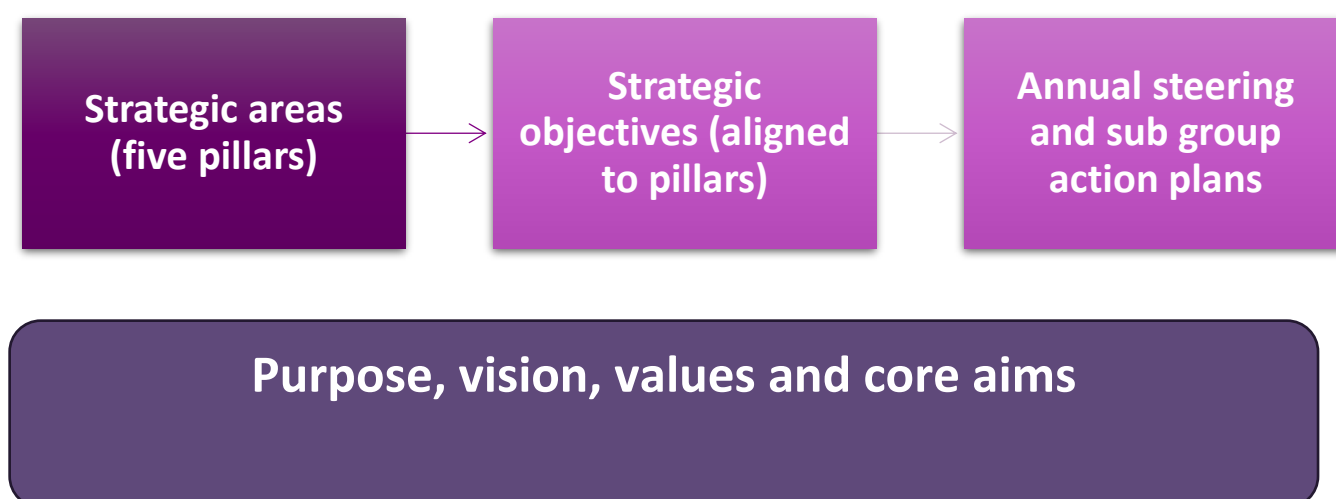 Strategic areas
(five pillars)
Strategic
objectives (aligned
to pillars)
Annual steering
and sub group
action plans
Purpose, vision, values and core aims